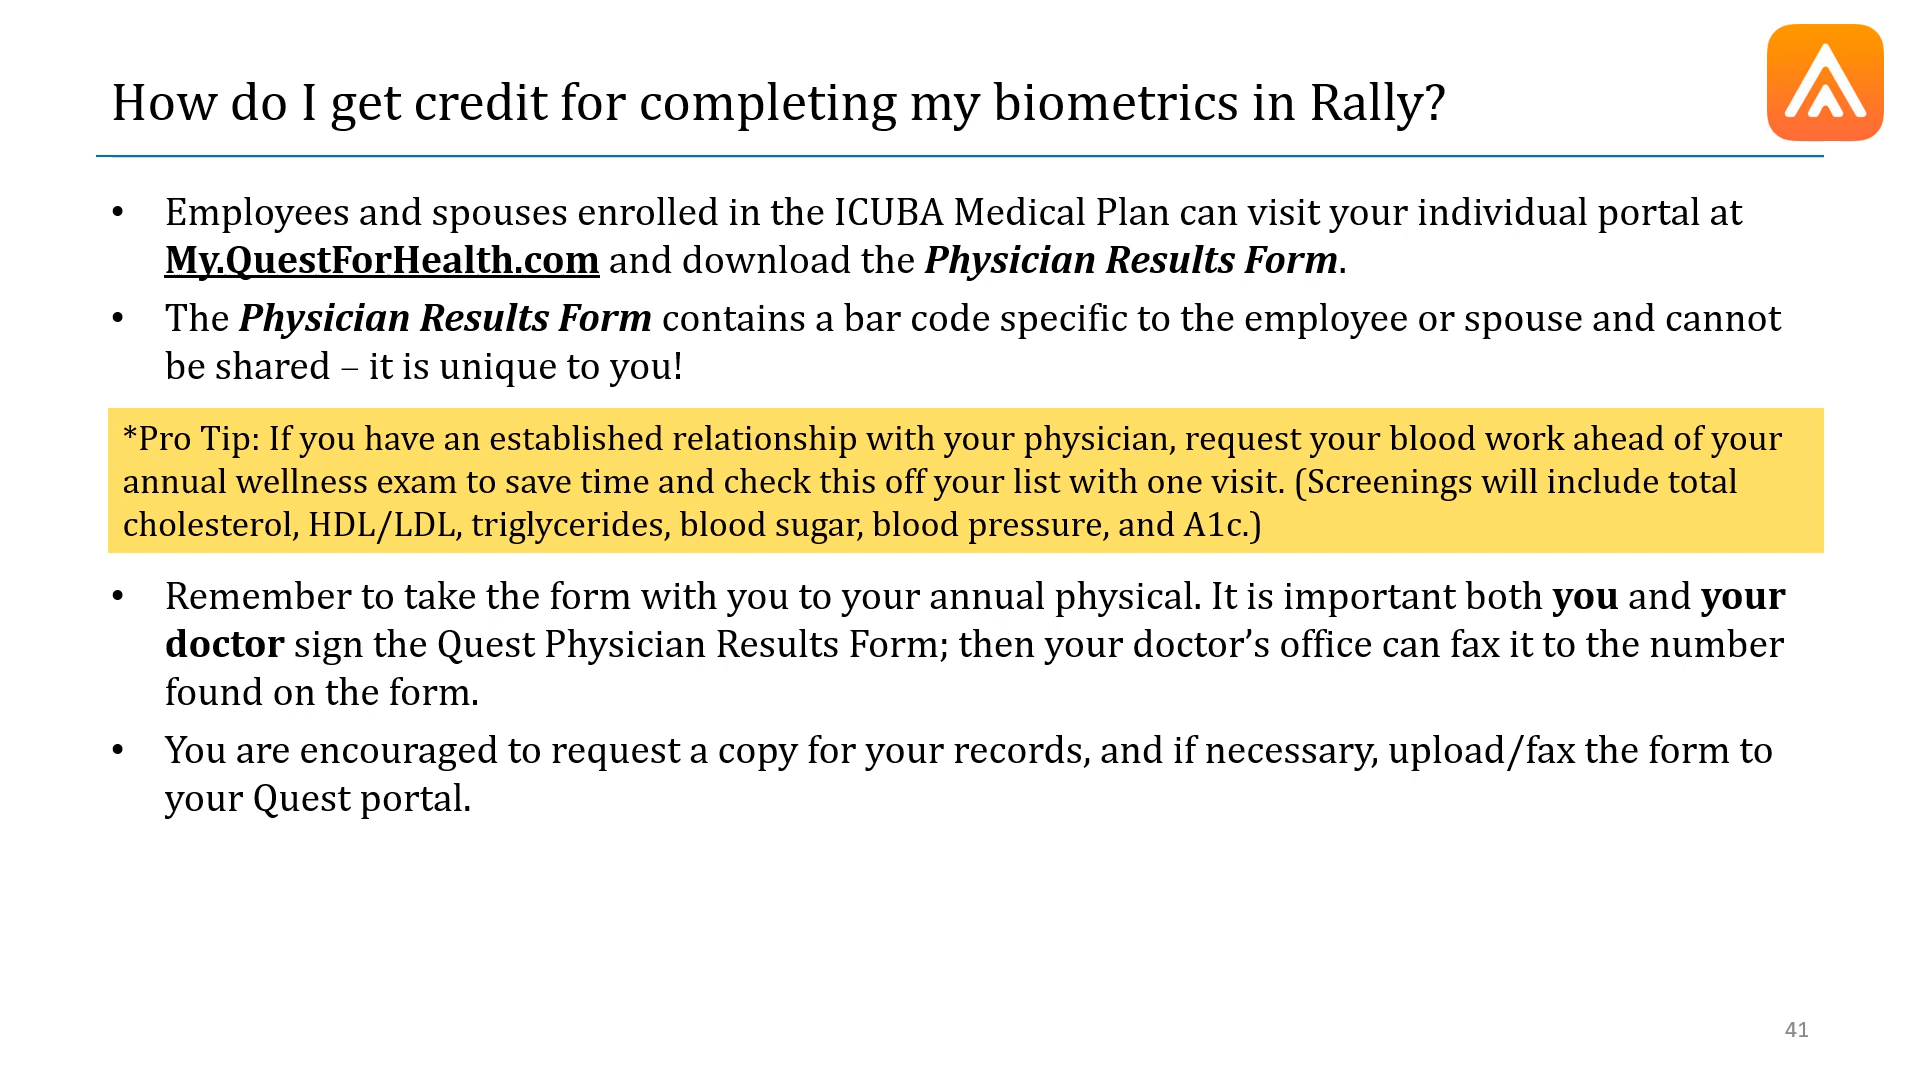 How do I get credit for completing my biometrics in Rally?
• Employees and spouses enrolled in the ICUBA Medical Plan can visit your individual portal at
My.QuestForHealth.com and download the Physician Results Form.
• The Physician Results Form contains a bar code specific to the employee or spouse and cannot
be shared – it is unique to you!
*Pro Tip: If you have an established relationship with your physician, request your blood work ahead of your
annual wellness exam to save time and check this off your list with one visit. (Screenings will include total
cholesterol, HDL/LDL, triglycerides, blood sugar, blood pressure, and A1c.)
• Remember to take the form with you to your annual physical. It is important both you and your
doctor sign the Quest Physician Results Form; then your doctor’s office can fax it to the number
found on the form.
• You are encouraged to request a copy for your records, and if necessary, upload/fax the form to
your Quest portal.
41